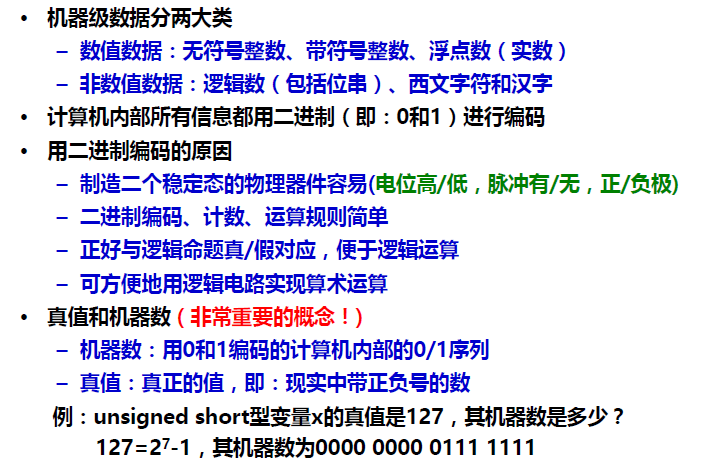 • 机器级数据分两大类
– 数值数据：无符号整数、带符号整数、浮点数（实数）
– 非数值数据：逻辑数（包括位串）、西文字符和汉字
• 计算机内部所有信息都用二进制（即：0和1）进行编码
• 用二进制编码的原因
– 制造二个稳定态的物理器件容易(电位高/低，脉冲有/无，正/负极)
– 二进制编码、计数、运算规则简单
– 正好与逻辑命题真/假对应，便于逻辑运算
– 可方便地用逻辑电路实现算术运算
• 真值和机器数（非常重要的概念！)
– 机器数：用0和1编码的计算机内部的0/1序列
– 真值：真正的值，即：现实中带正负号的数
例：unsigned short型变量x的真值是127，其机器数是多少？
127=2⁷-1，其机器数为0000 0000 0111 1111